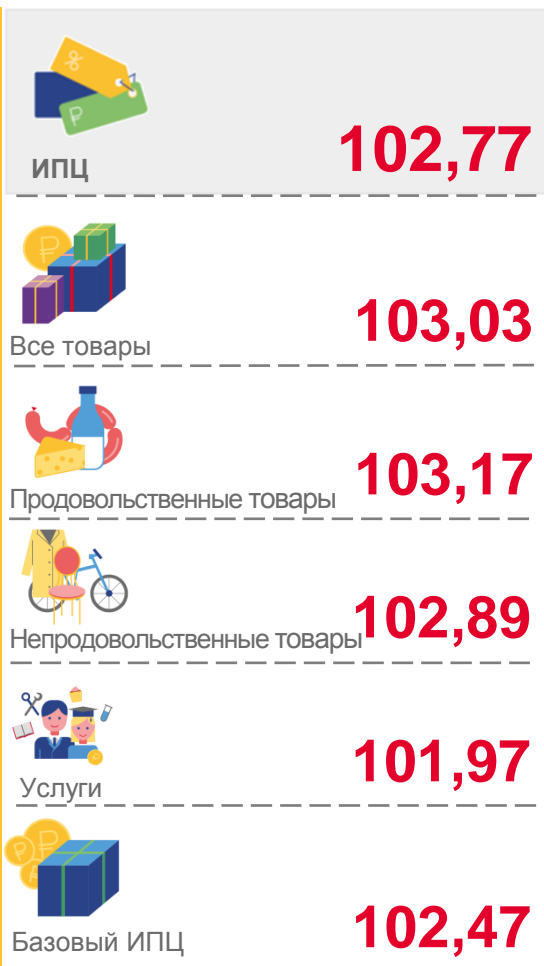 ИПЦ
102,77
Все товары
103,03
Продовольственные товары
103,17
Непродовольственные товары
102,89
Услуги
101,97
Базовый ИПЦ
102,47